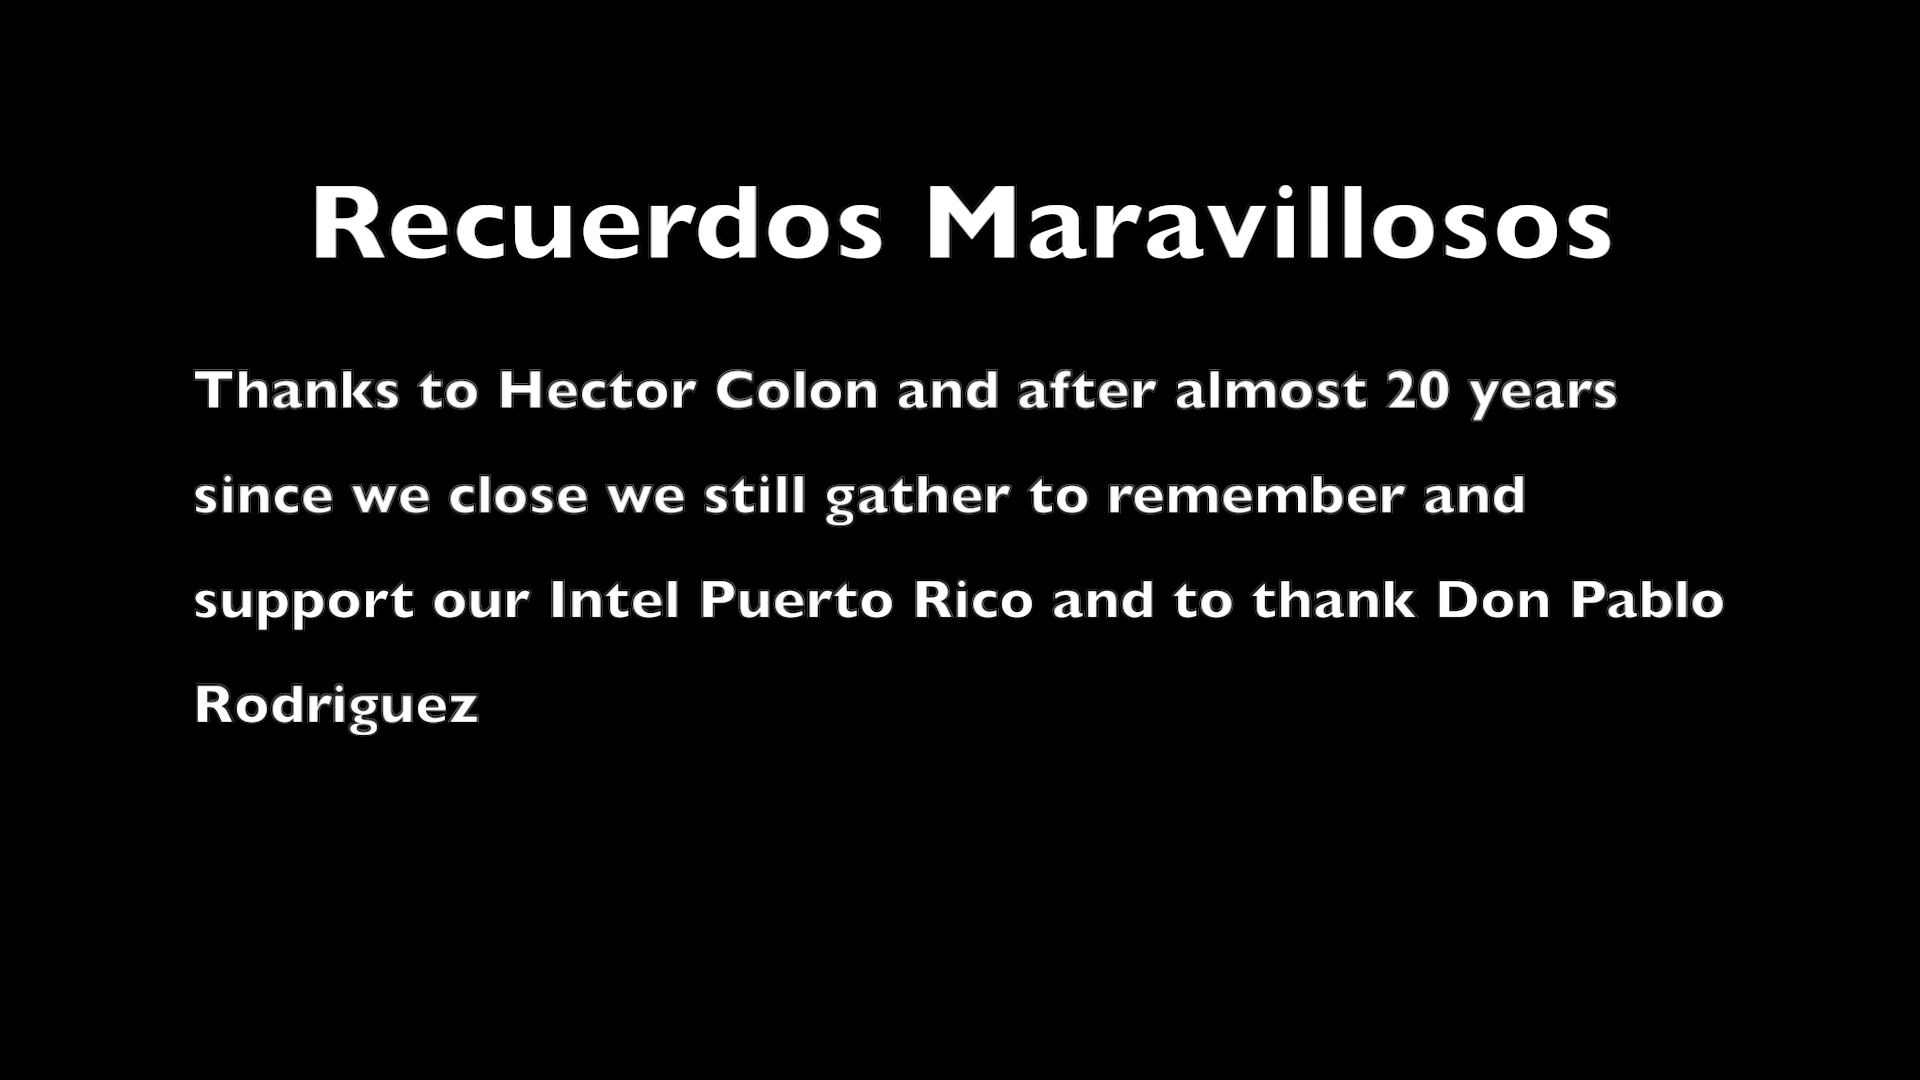 Recuerdos Maravillosos
Thanks to Hector Colon and after almost 20 years
since we close we still gather to remember and
support our Intel Puerto Rico and to thank Don Pablo
Rodriguez